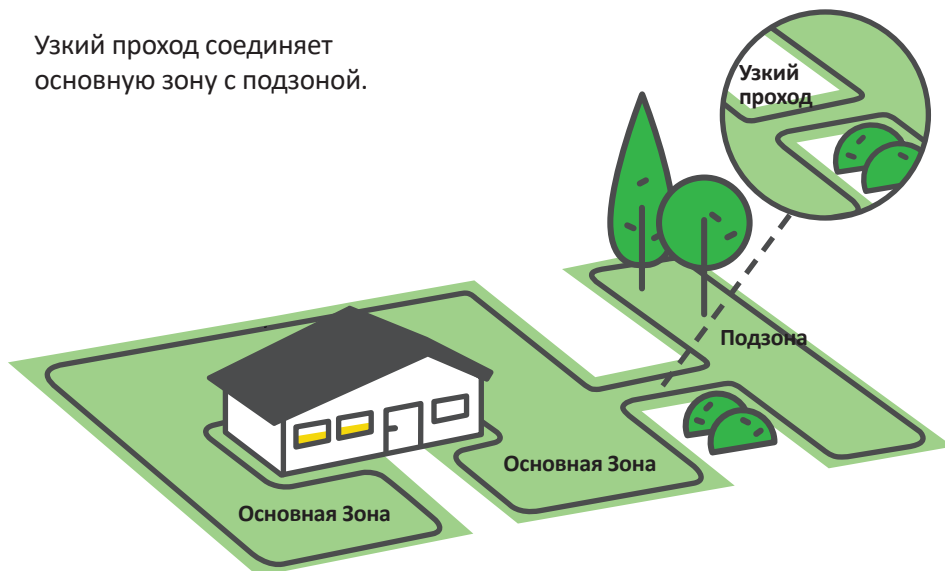 Узкий проход соединяет
основную зону с подзоной.
Узкий
проход
Подзона
Основная Зона
Основная Зона